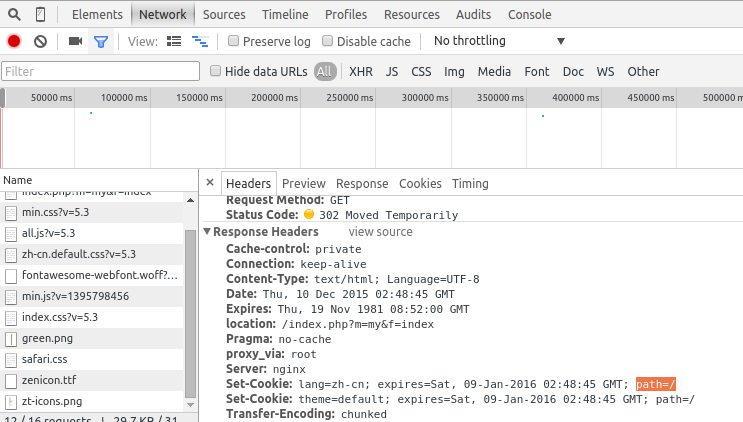 Elements Network Sources Timeline Profiles Resources Audits Console
View: Preserve log Disable cache No throttling
Filter Hide data URLs All XHR JS CSS Img Media Font Doc WS Other
50000 ms 100000 ms 150000 ms 200000 ms 250000 ms 300000 ms 350000 ms 400000 ms 450000 ms 500000 ms
Name
index.php?m=my&f=index
min.css?v=5.3
all.js?v=5.3
zh-cn.default.css?v=5.3
fontawesome-webfont.woff?…
min.js?v=1395798456
index.css?v=5.3
green.png
safari.css
zenicon.ttf
zt-icons.png
12 / 16 requests | 29.7 KB / 31
× Headers Preview Response Cookies Timing
Request Method: GET
Status Code: 302 Moved Temporarily
Response Headers view source
Cache-control: private
Connection: keep-alive
Content-Type: text/html; Language=UTF-8
Date: Thu, 10 Dec 2015 02:48:45 GMT
Expires: Thu, 19 Nov 1981 08:52:00 GMT
location: /index.php?m=my&f=index
Pragma: no-cache
proxy_via: root
Server: nginx
Set-Cookie: lang=zh-cn; expires=Sat, 09-Jan-2016 02:48:45 GMT; path=/
Set-Cookie: theme=default; expires=Sat, 09-Jan-2016 02:48:45 GMT; path=/
Transfer-Encoding: chunked